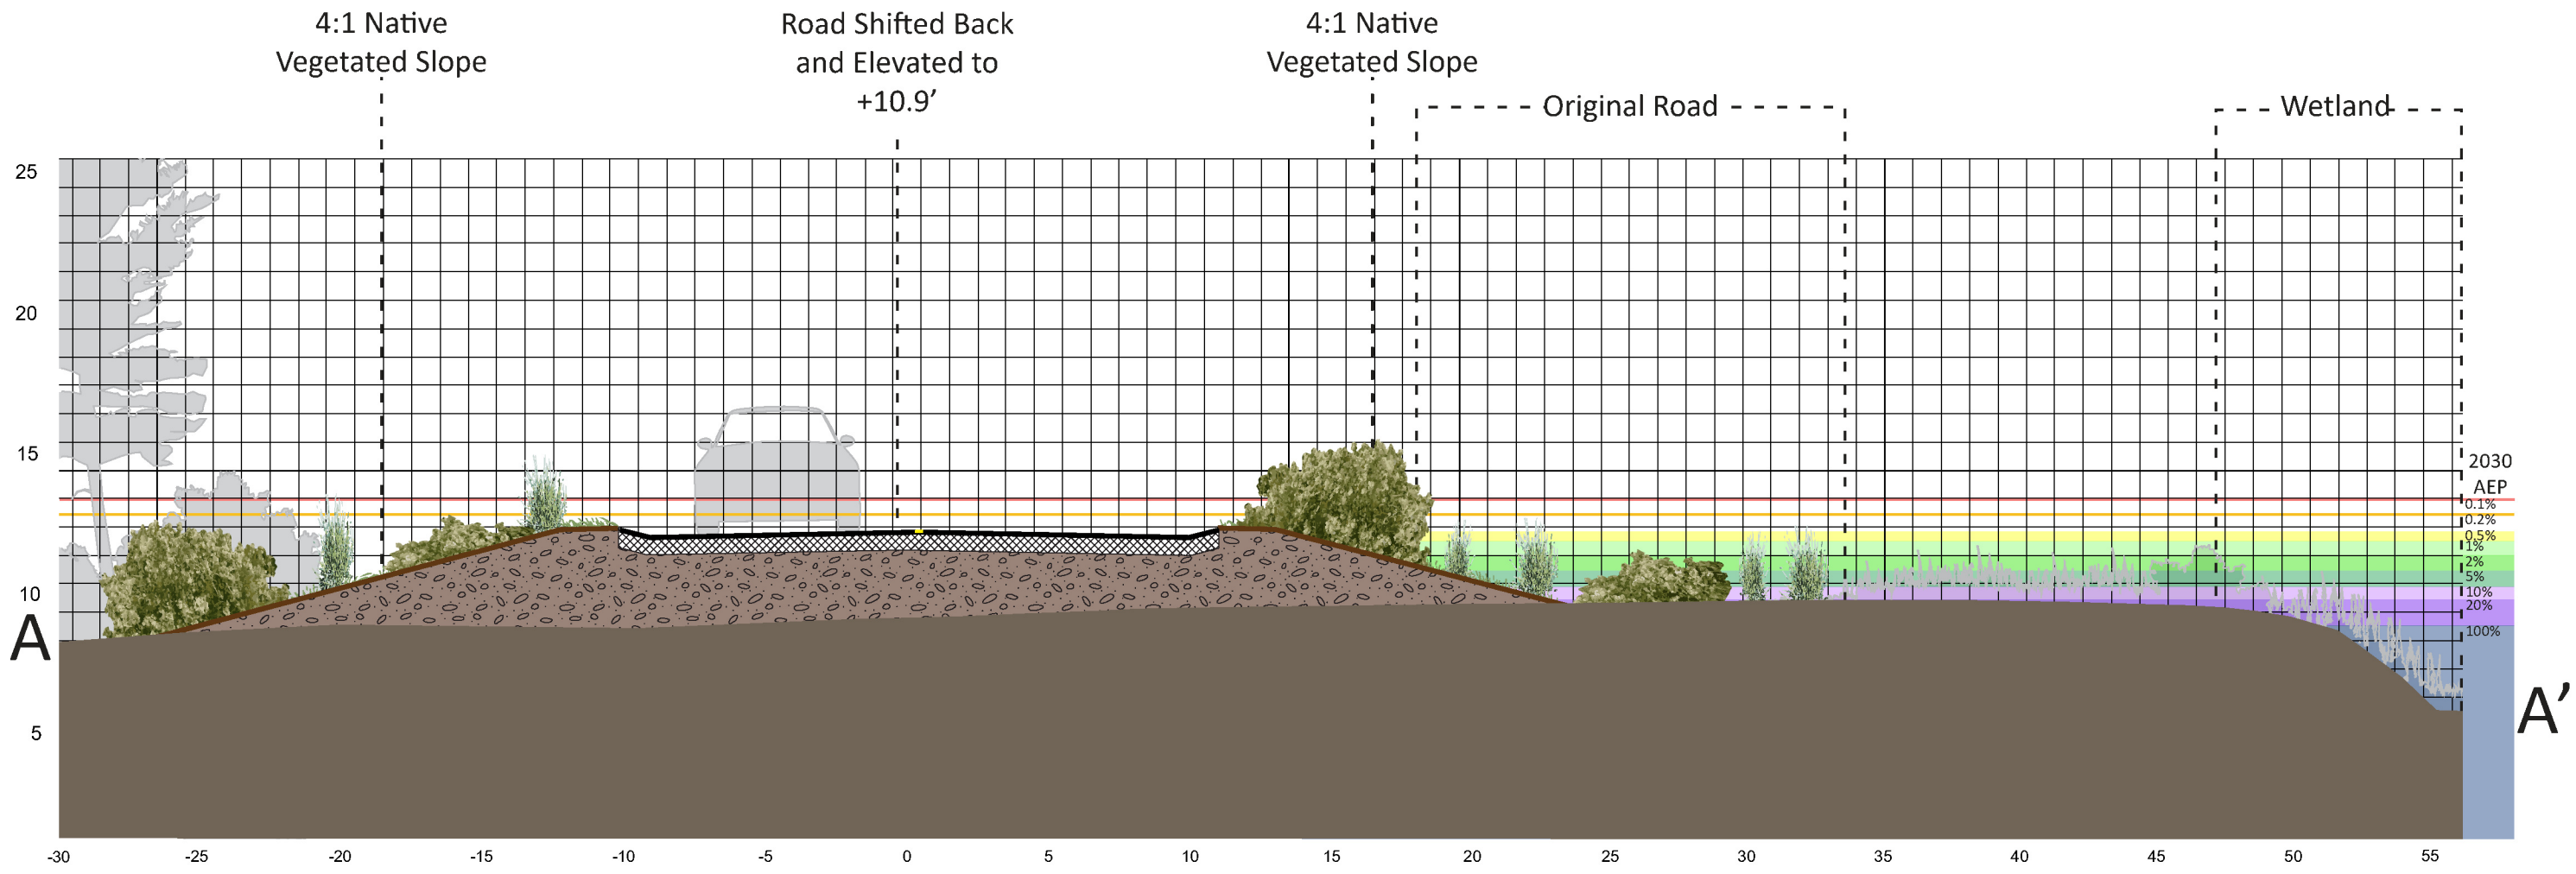 4:1 Native
Vegetated Slope
Road Shifted Back
and Elevated to
+10.9’
4:1 Native
Vegetated Slope
Original Road
Wetland
25
20
15
10
5
A
2030
AEP
0.1%
0.2%
0.5%
1%
2%
5%
10%
20%
100%
A’
-30 -25 -20 -15 -10 -5 0 5 10 15 20 25 30 35 40 45 50 55